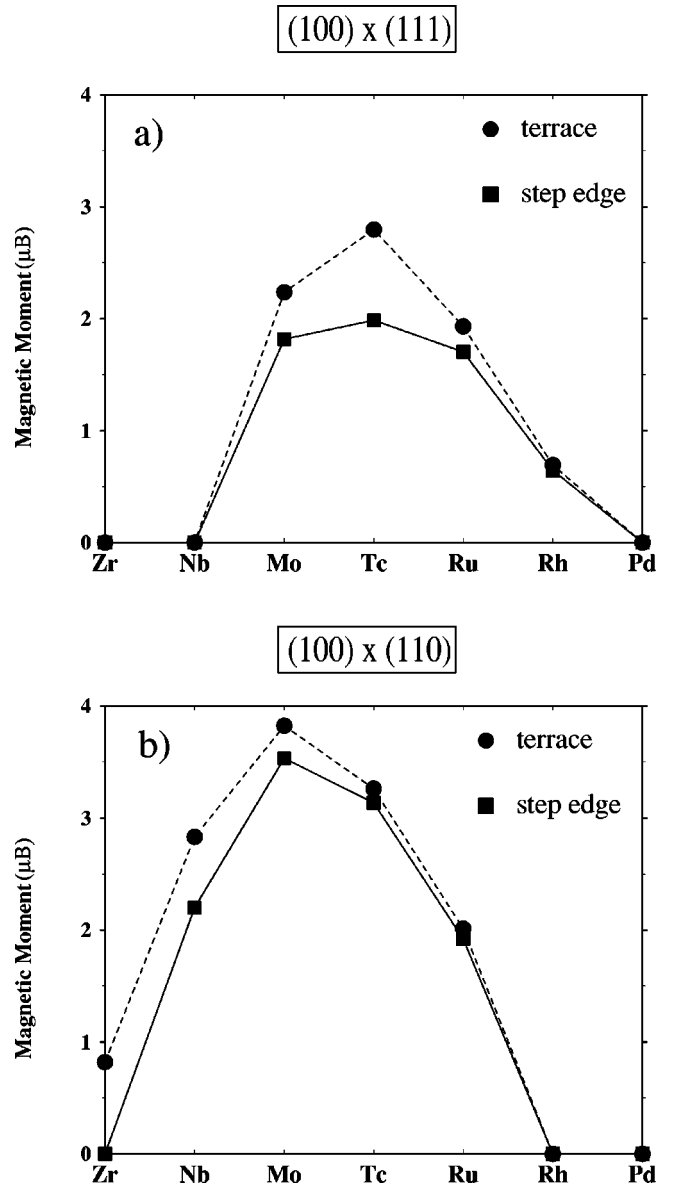 (100) x (111)
a)
terrace
step edge
Magnetic Moment (μB)
4
3
2
1
0
Zr Nb Mo Tc Ru Rh Pd
(100) x (110)
b)
terrace
step edge
Magnetic Moment (μB)
4
3
2
1
0
Zr Nb Mo Tc Ru Rh Pd